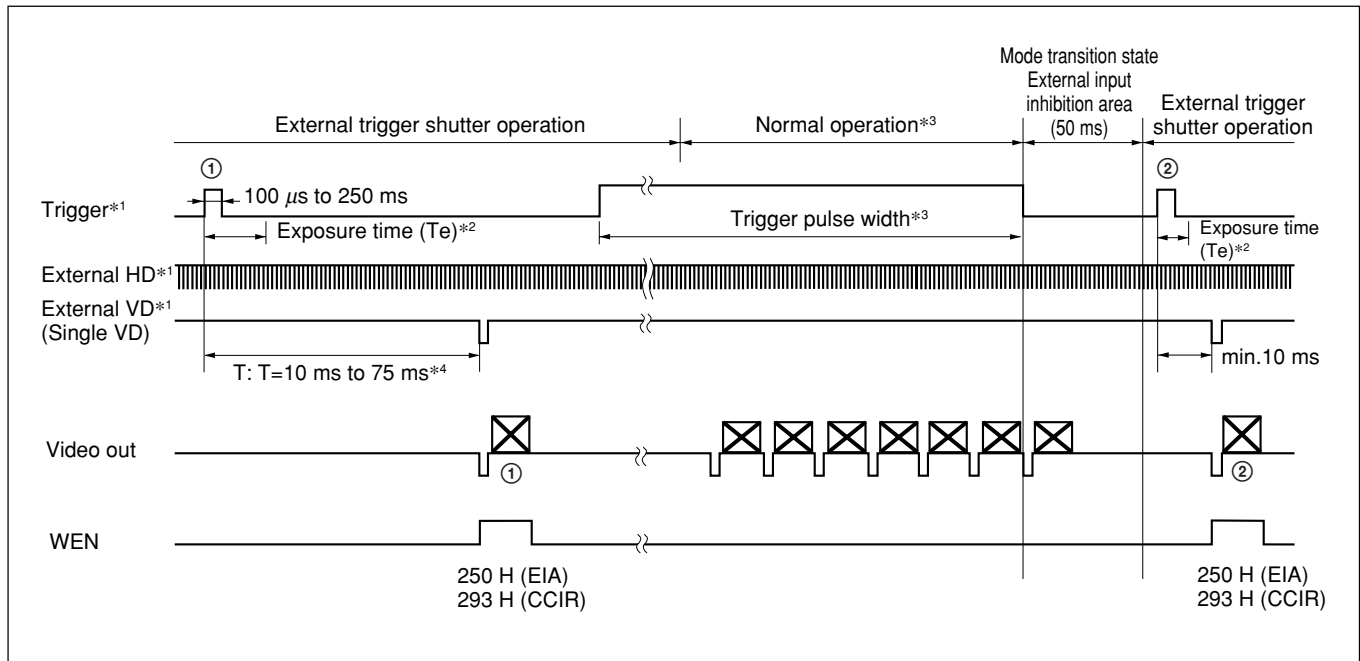 Mode transition state
External input
inhibition area
(50 ms)
External trigger
shutter operation
External trigger shutter operation
Normal operation*3
①
②
Trigger*1
100 μs to 250 ms
Exposure time (Te)*2
Trigger pulse width*3
Exposure time
(Te)*2
External HD*1
External VD*1
(Single VD)
T: T=10 ms to 75 ms*4
min.10 ms
Video out
①
②
WEN
250 H (EIA)
293 H (CCIR)
250 H (EIA)
293 H (CCIR)